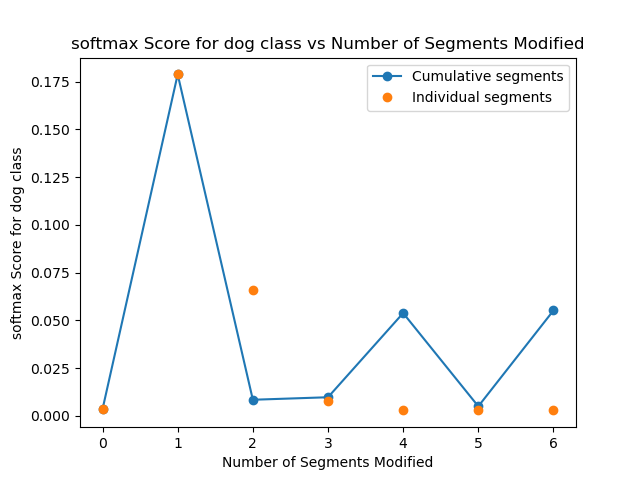 softmax Score for dog class vs Number of Segments Modified
Cumulative segments
Individual segments
softmax Score for dog class
0.175
0.150
0.125
0.100
0.075
0.050
0.025
0.000
0 1 2 3 4 5 6
Number of Segments Modified